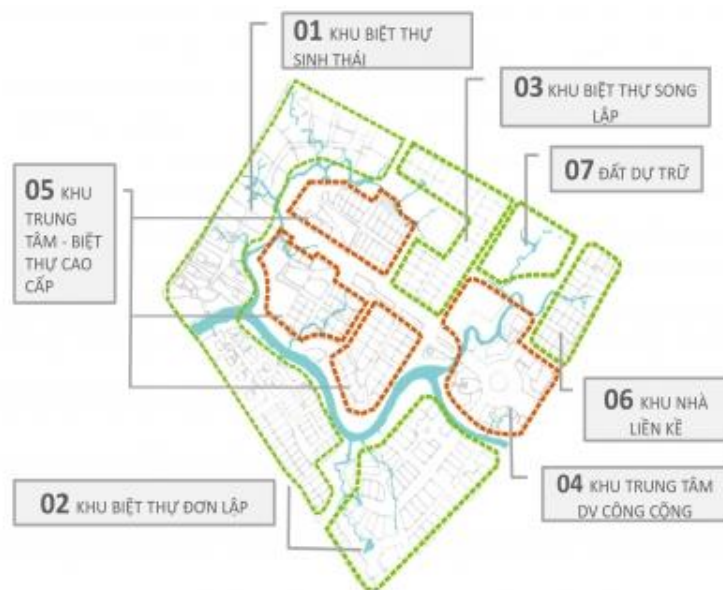 01 KHU BIỆT THỰ
SINH THÁI
03 KHU BIỆT THỰ SONG
LẬP
07 ĐẤT DỰ TRỮ
05 KHU
TRUNG
TÂM - BIỆT
THỰ CAO
CẤP
06 KHU NHÀ
LIỀN KỀ
04 KHU TRUNG TÂM
DV CÔNG CỘNG
02 KHU BIỆT THỰ ĐƠN LẬP